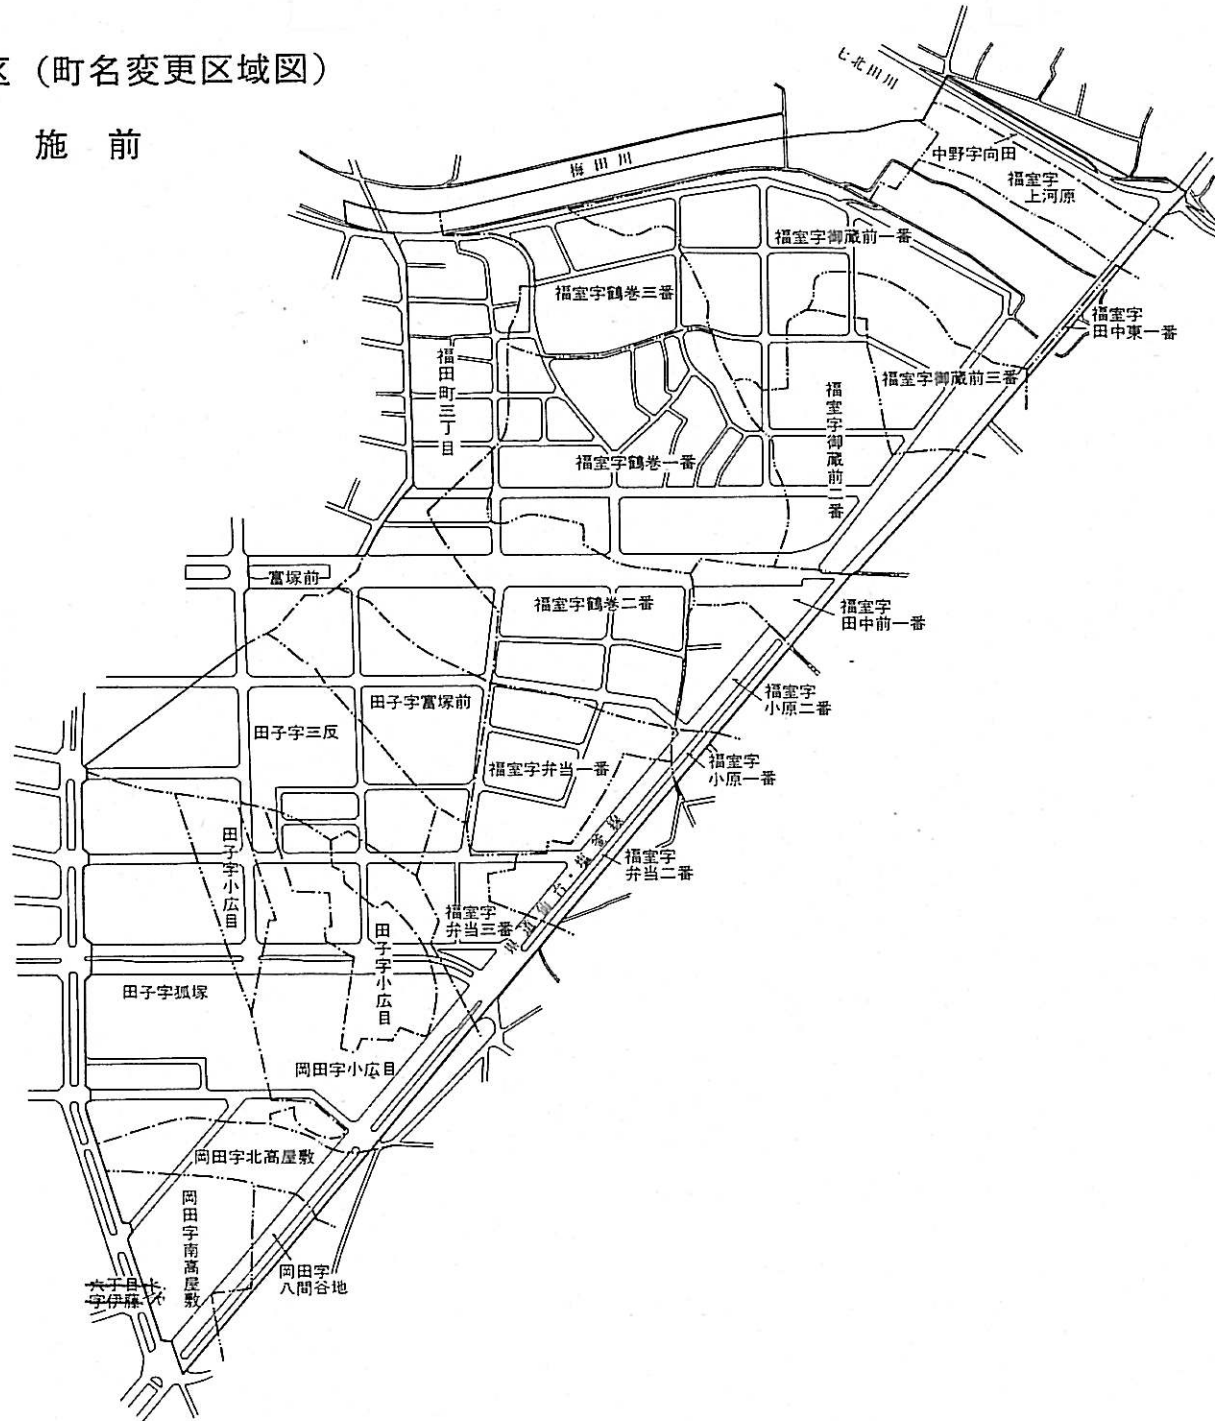 区（町名変更区域図）
施 前
七北田川
梅田川
中野字向田
福室字
上河原
福室字御蔵前一番
福室字鶴巻三番
福室字
田中東一番
福田町三丁目
福室字御蔵前三番
福室字御蔵前二番
福室字鶴巻一番
富塚前
福室字鶴巻二番
福室字
田中前一番
田子字富塚前
福室字
小原二番
田子字三反
福室字弁当一番
福室字
小原一番
田子字小広目
県道仙台・塩釜線
福室字
弁当二番
福室字
弁当三番
田子字小広目
田子字狐塚
岡田字小広目
岡田字北高屋敷
岡田字南高屋敷
岡田字
八間谷地
六丁目
字伊藤